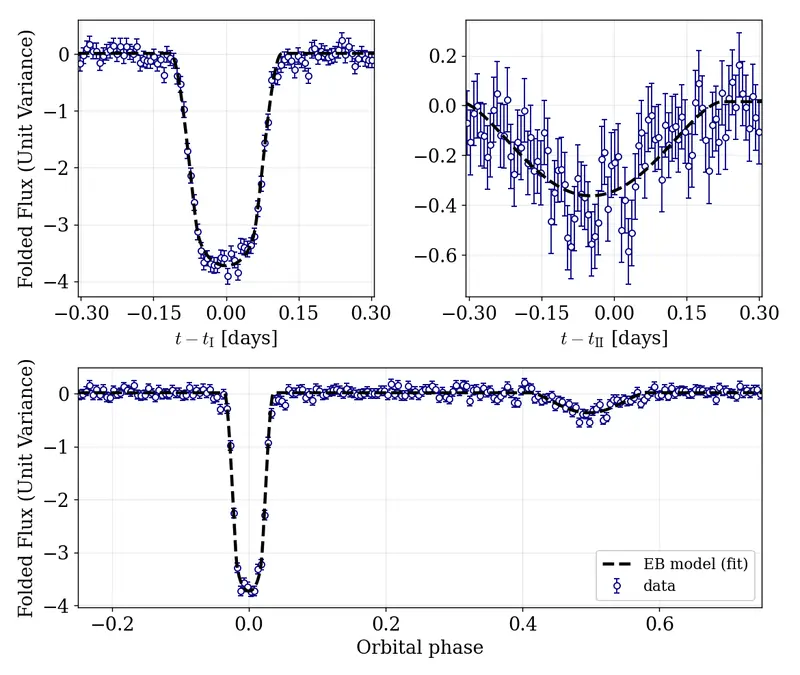 Folded Flux (Unit Variance)
0
−1
−2
−3
−4
−0.30 −0.15 0.00 0.15 0.30
t − tI [days]
0.2
0.0
−0.2
−0.4
−0.6
−0.30 −0.15 0.00 0.15 0.30
t − tII [days]
Folded Flux (Unit Variance)
0
−1
−2
−3
−4
−0.2 0.0 0.2 0.4 0.6
Orbital phase
EB model (fit)
data